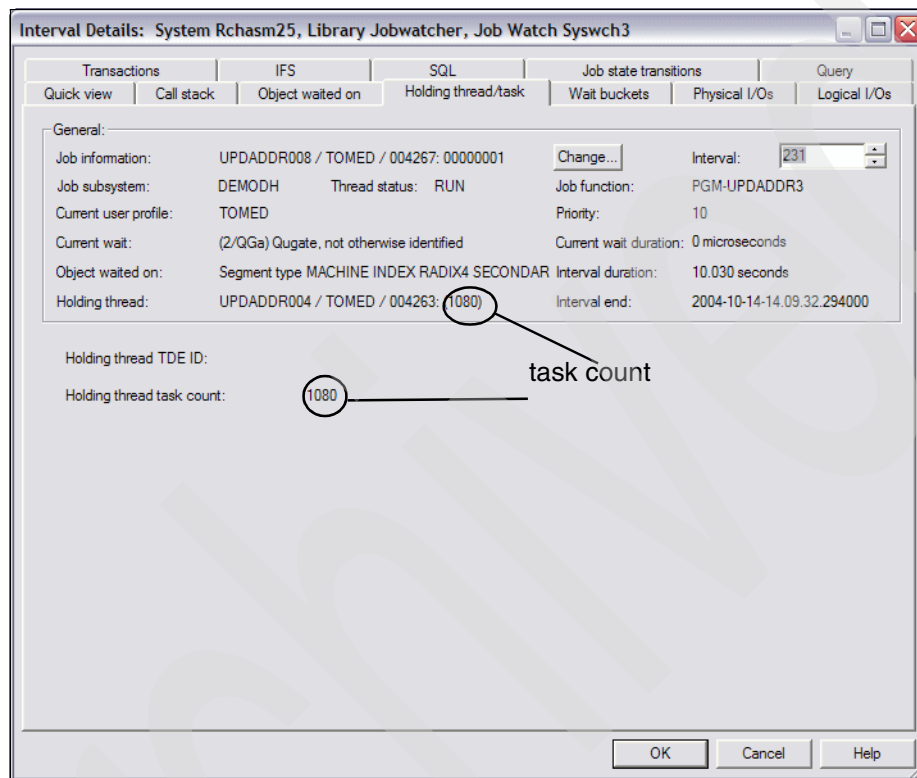 Interval Details: System Rchasm25, Library Jobwatcher, Job Watch Syswch3
Transactions IFS SQL Job state transitions Query
Quick view Call stack Object waited on Holding thread/task Wait buckets Physical I/Os Logical I/Os
General:
Job information: UPDADDR008 / TOMED / 004267: 00000001 Change... Interval: 231
Job subsystem: DEMODH Thread status: RUN Job function: PGM-UPDADDR3
Current user profile: TOMED Priority: 10
Current wait: (2/QGa) Qugate, not otherwise identified Current wait duration: 0 microseconds
Object waited on: Segment type MACHINE INDEX RADIX4 SECONDAR Interval duration: 10.030 seconds
Holding thread: UPDADDR004 / TOMED / 004263: (1080) Interval end: 2004-10-14-14.09.32.294000
Holding thread TDE ID:
task count
Holding thread task count: 1080
OK Cancel Help